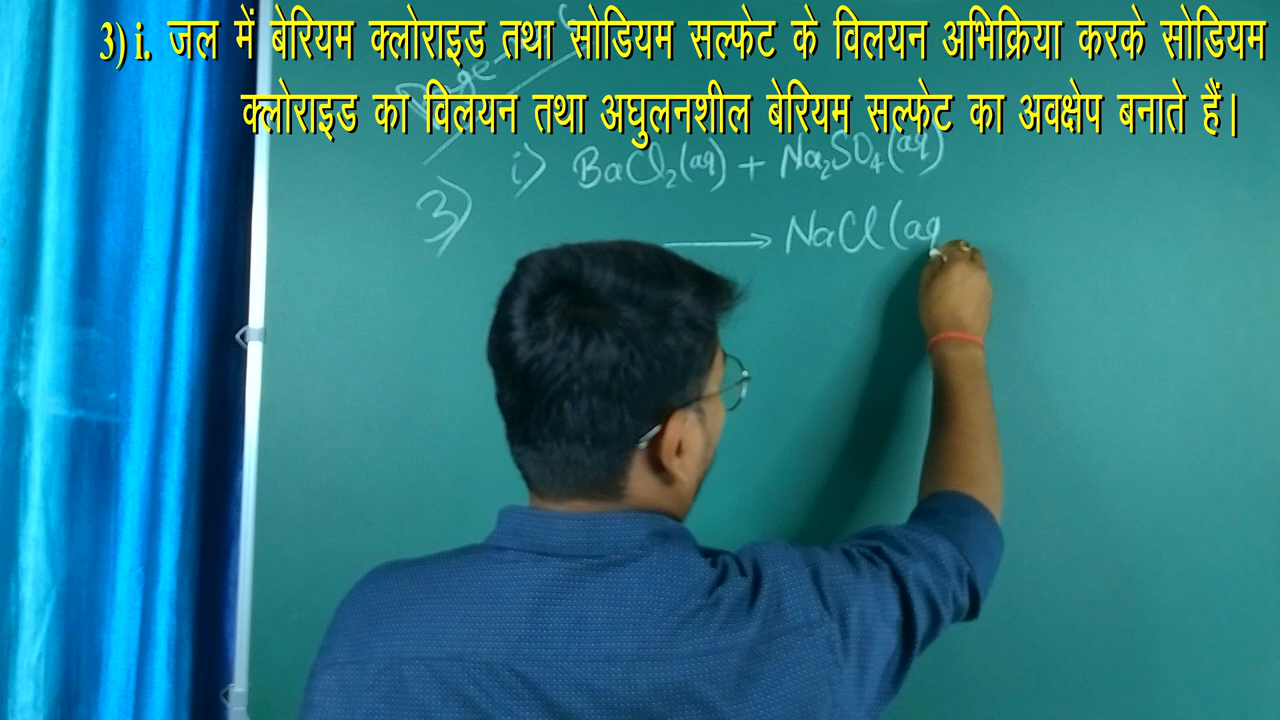 3) i. जल में बेरियम क्लोराइड तथा सोडियम सल्फेट के विलयन अभिक्रिया करके सोडियम
क्लोराइड का विलयन तथा अघुलनशील बेरियम सल्फेट का अवक्षेप बनाते हैं।
Page-
3) i) BaCl₂(aq) + Na₂SO₄(aq)
⟶ NaCl(aq